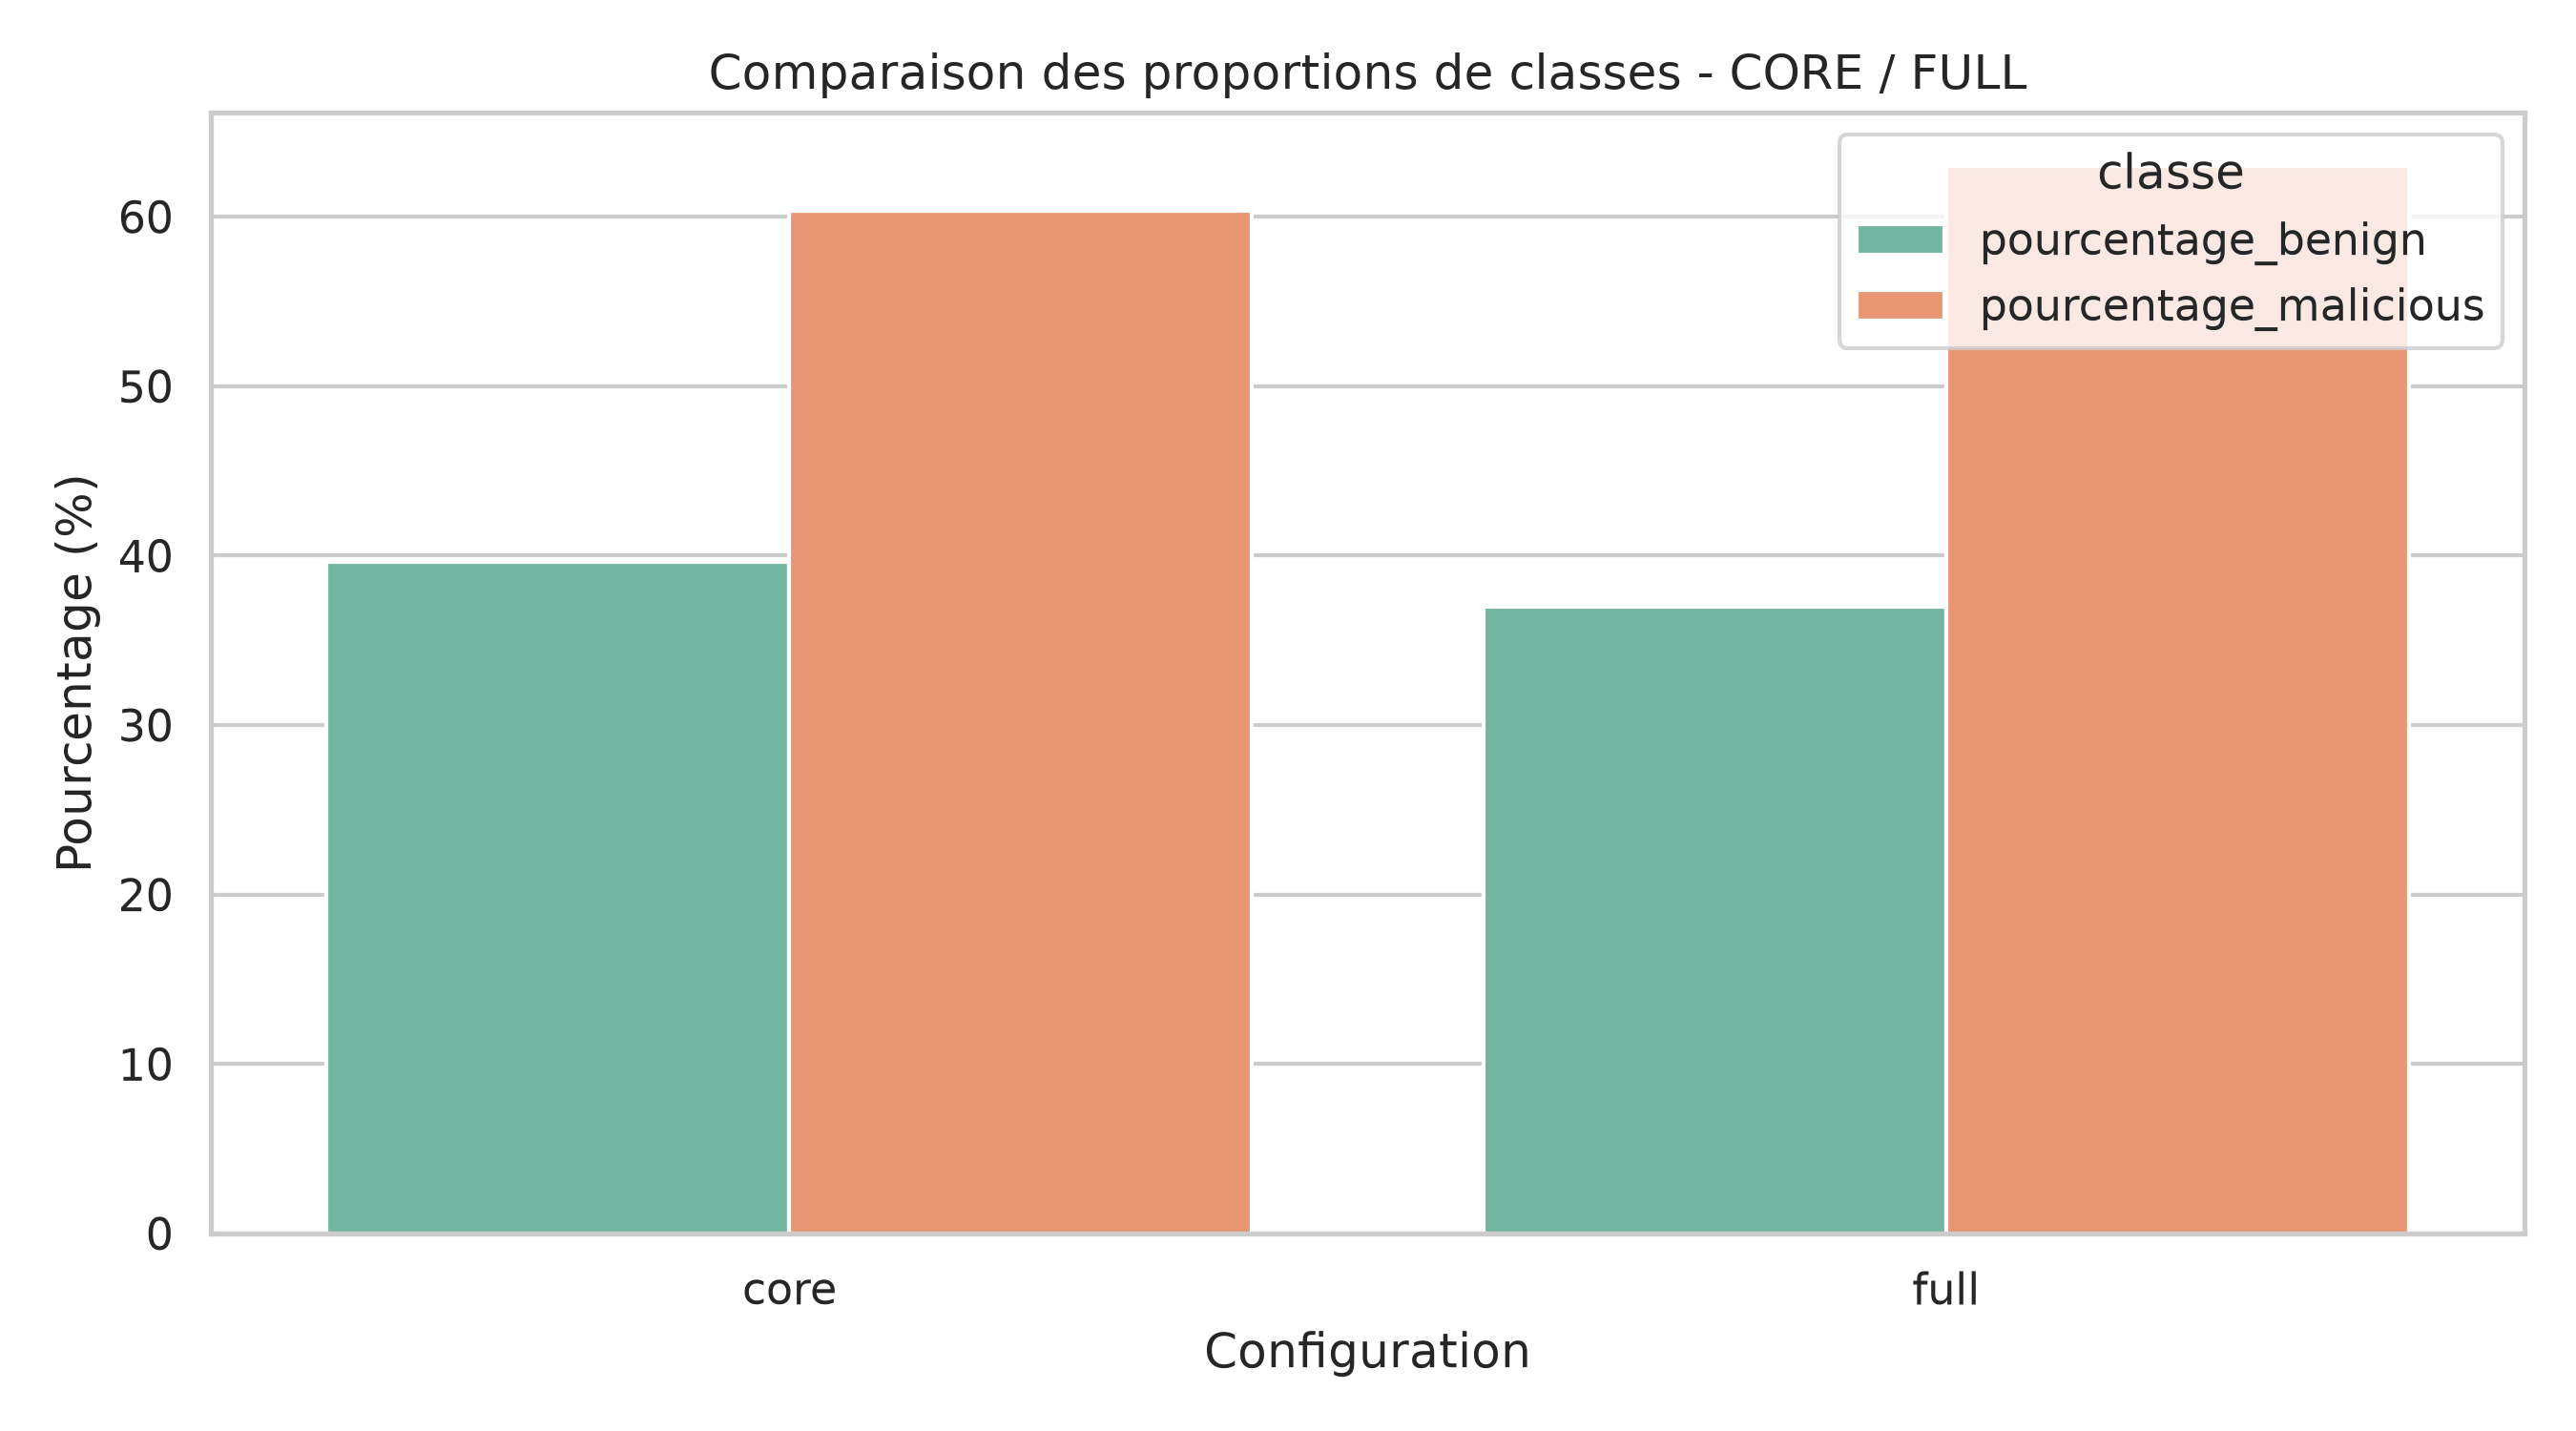 Comparaison des proportions de classes - CORE / FULL
classe
pourcentage_benign
pourcentage_malicious
Pourcentage (%)
60
50
40
30
20
10
0
core
full
Configuration